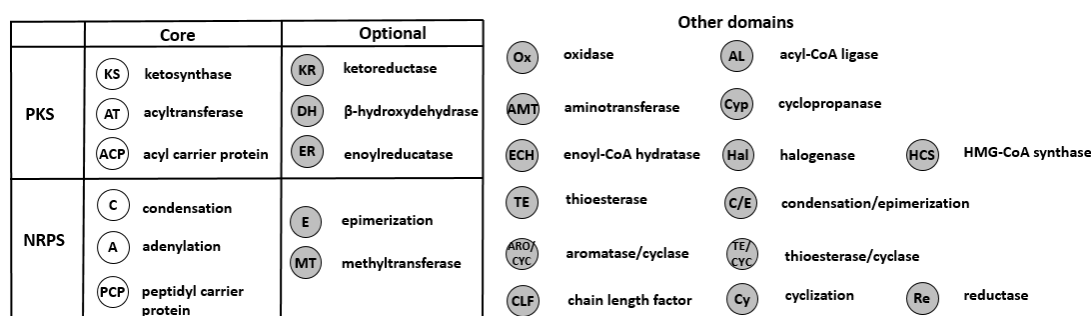 Other domains
Core Optional
PKS
KS ketosynthase KR ketoreductase
AT acyltransferase DH β-hydroxydehydrase
ACP acyl carrier protein ER enoylreducatase
NRPS
C condensation E epimerization
A adenylation MT methyltransferase
PCP peptidyl carrier
protein
Ox oxidase AL acyl-CoA ligase
AMT aminotransferase Cyp cyclopropanase
ECH enoyl-CoA hydratase Hal halogenase HCS HMG-CoA synthase
TE thioesterase C/E condensation/epimerization
ARO/
CYC aromatase/cyclase TE/
CYC thioesterase/cyclase
CLF chain length factor Cy cyclization Re reductase